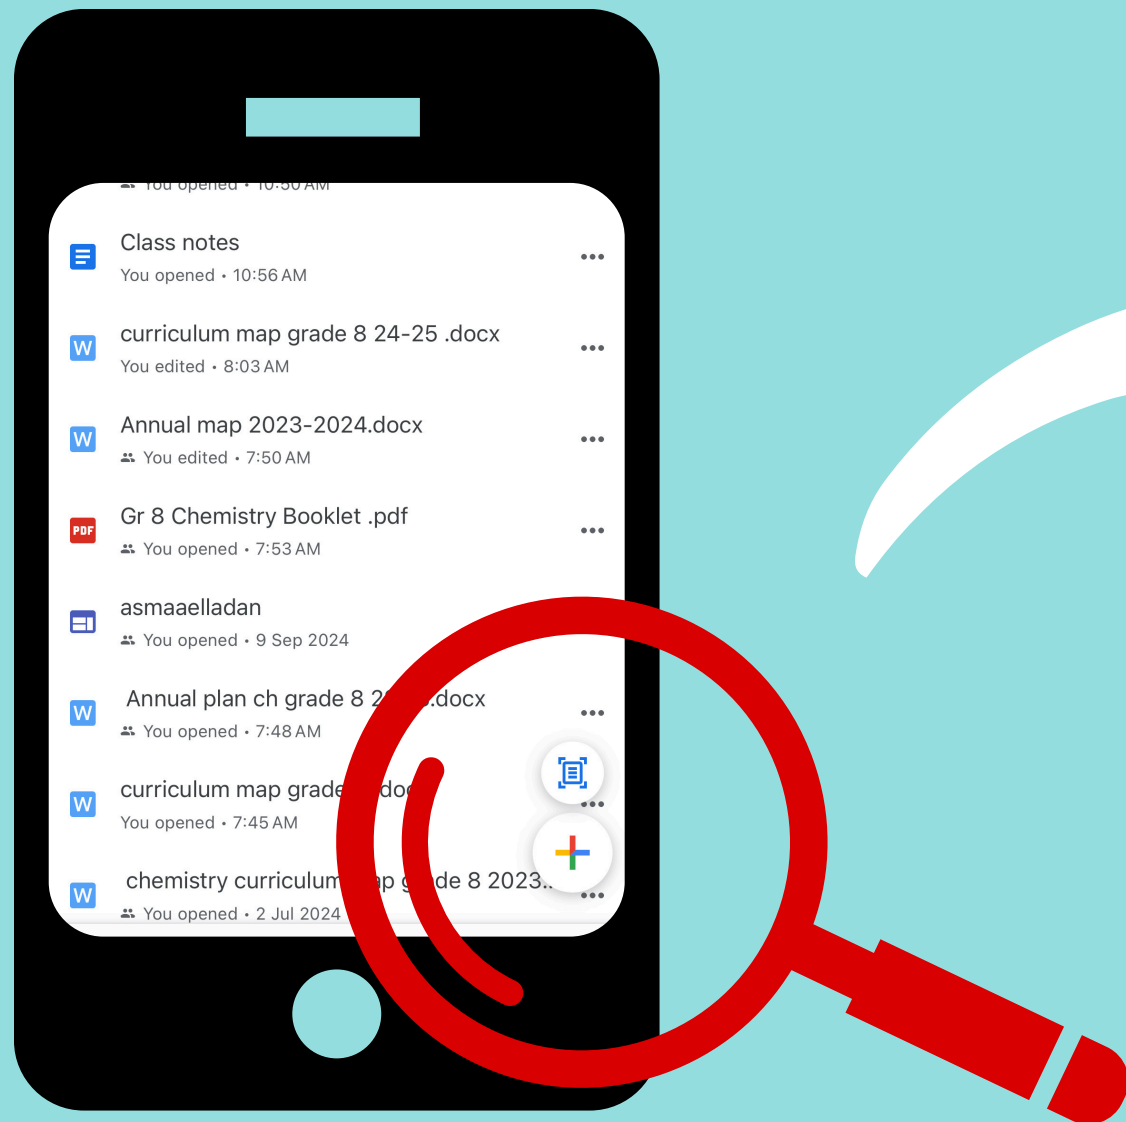 You opened • 10:50 AM
Class notes
You opened • 10:56 AM
curriculum map grade 8 24-25 .docx
W
You edited • 8:03 AM
Annual map 2023-2024.docx
W
You edited • 7:50 AM
Gr 8 Chemistry Booklet .pdf
PDF
You opened • 7:53 AM
asmaaelladan
You opened • 9 Sep 2024
Annual plan ch grade 8 .docx
W
You opened • 7:48 AM
curriculum map grade
W
You opened • 7:45 AM
chemistry curriculum grade 8 2023..
W
You opened • 2 Jul 2024